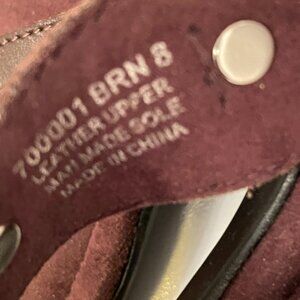 700001 BRN 8
LEATHER UPPER
MAN MADE SOLE
MADE IN CHINA